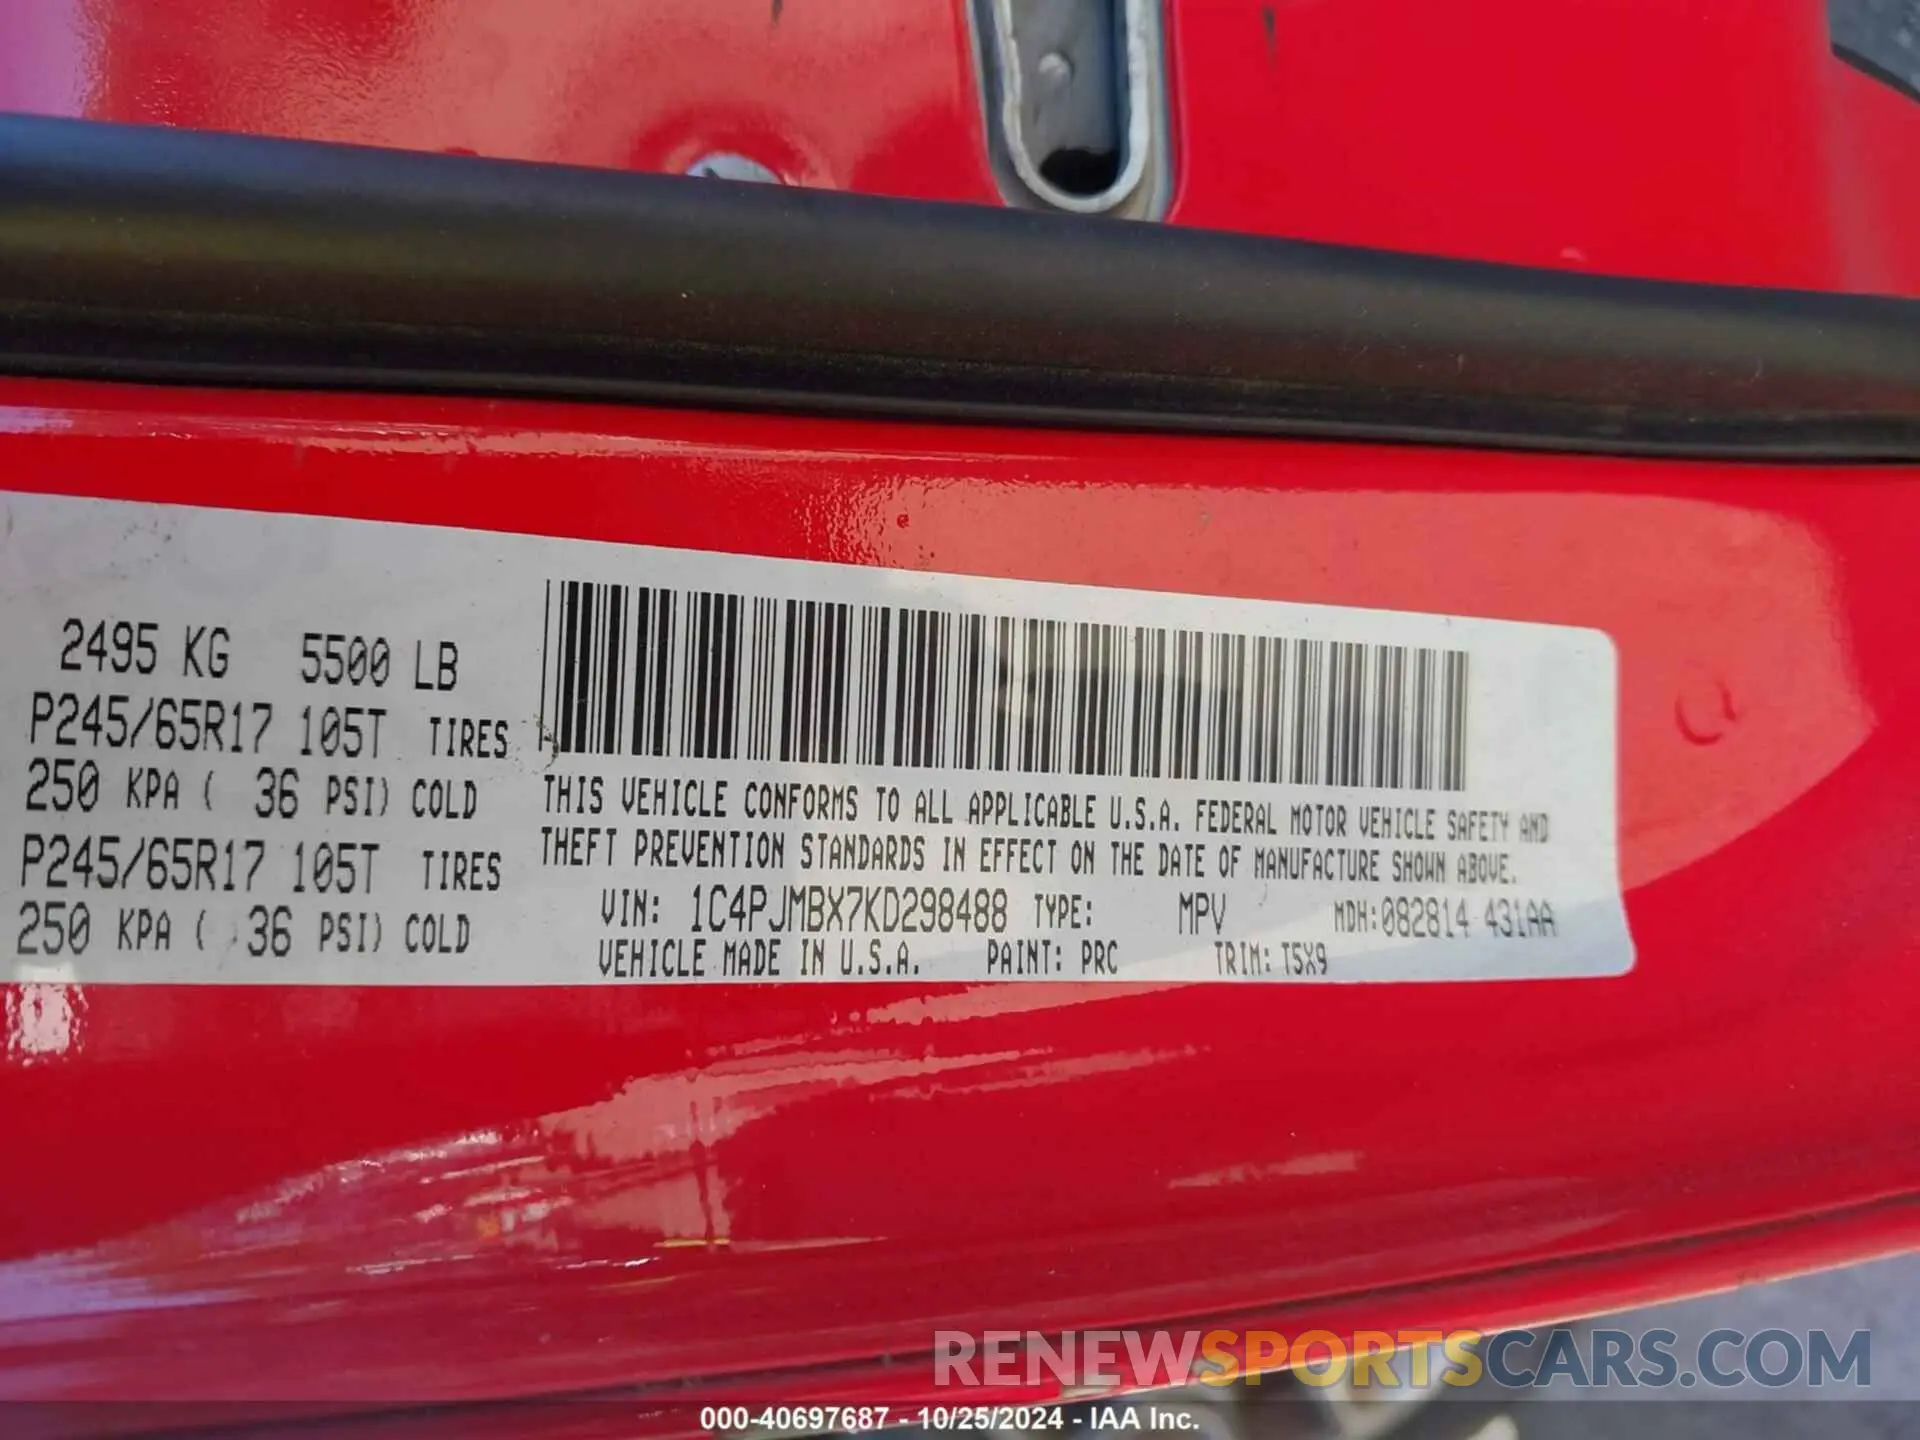 2495 KG 5500 LB
P245/65R17 105T TIRES
250 KPA ( 36 PSI) COLD
P245/65R17 105T TIRES
250 KPA ( 36 PSI) COLD
THIS VEHICLE CONFORMS TO ALL APPLICABLE U.S.A. FEDERAL MOTOR VEHICLE SAFETY AND
THEFT PREVENTION STANDARDS IN EFFECT ON THE DATE OF MANUFACTURE SHOWN ABOVE.
VIN: 1C4PJMBX7KD298488 TYPE: MPV MDH:082814 431AA
VEHICLE MADE IN U.S.A. PAINT: PRC TRIM: T5X9
RENEWSPORTSCARS.COM
000-40697687 - 10/25/2024 - IAA Inc.